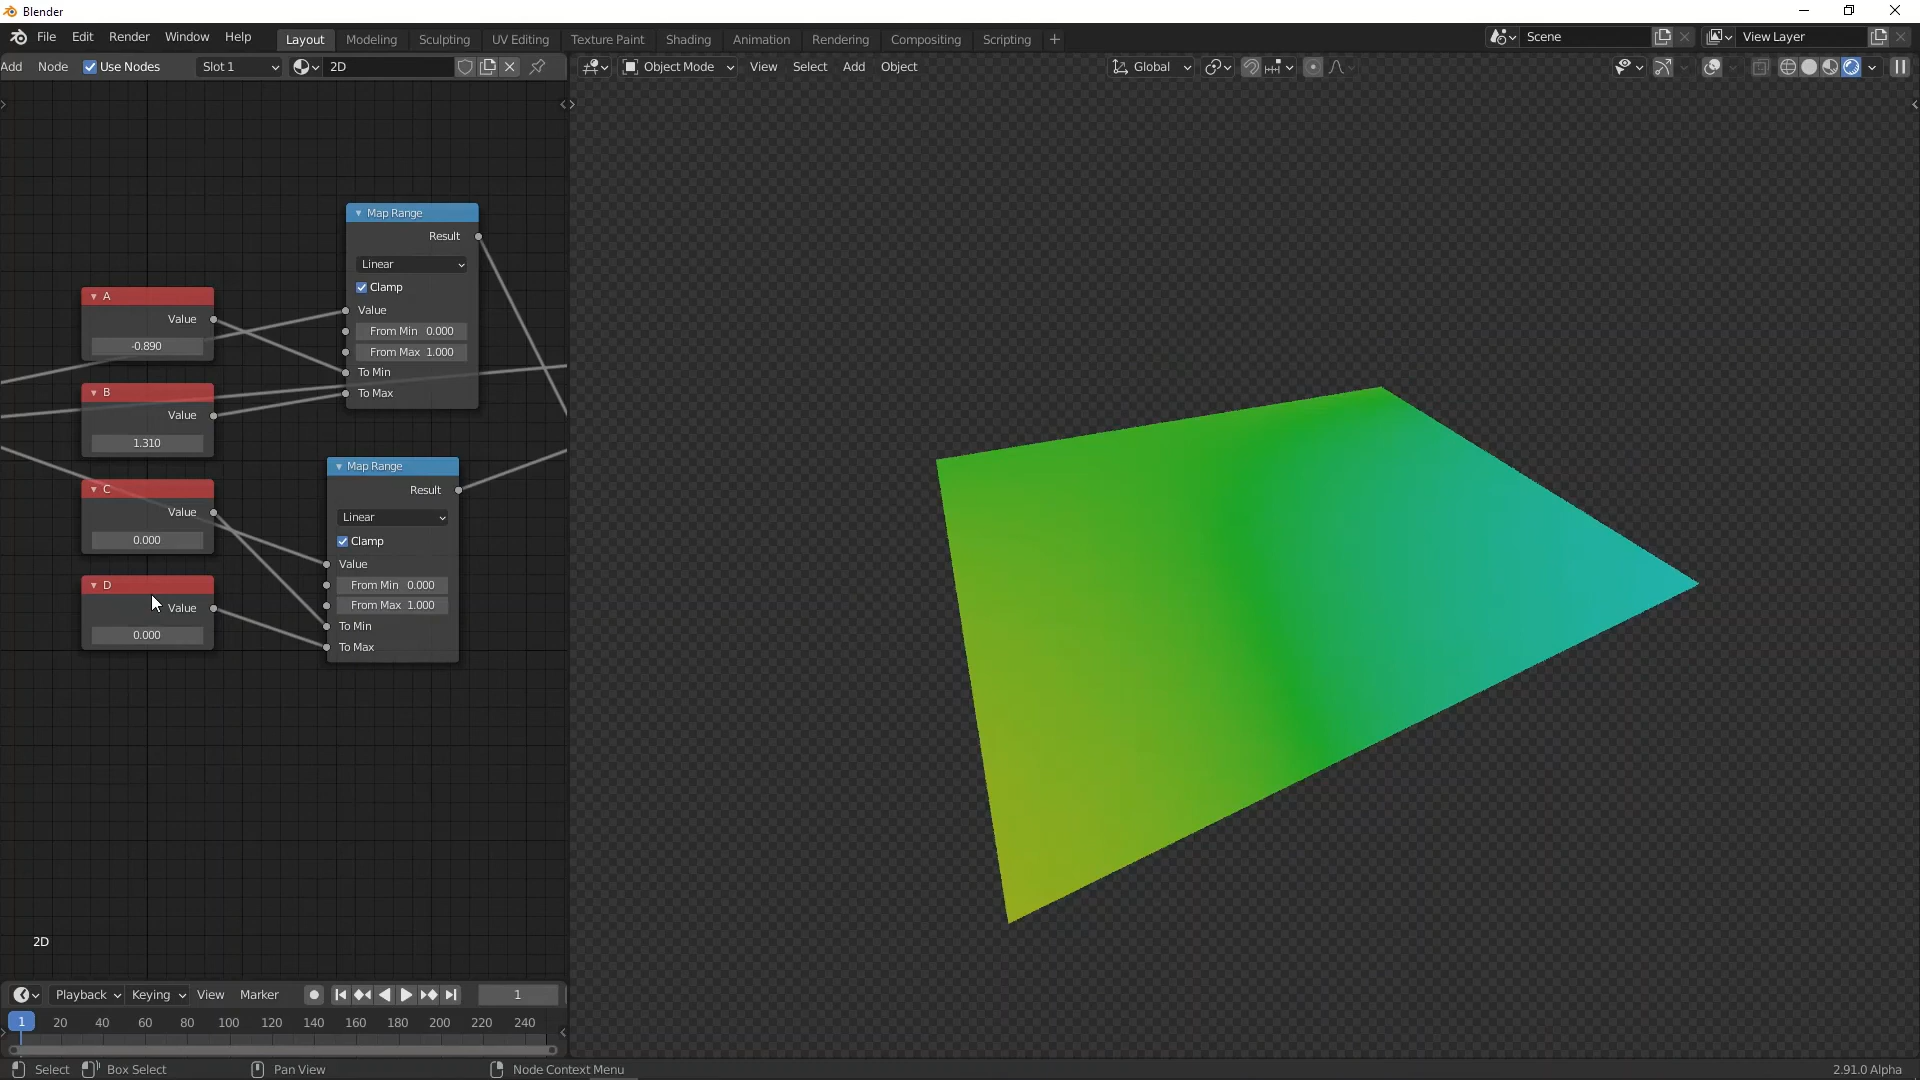 Blender
File Edit Render Window Help Layout Modeling Sculpting UV Editing Texture Paint Shading Animation Rendering Compositing Scripting + Scene View Layer
Add Node Use Nodes Slot 1 2D Object Mode View Select Add Object Global
Map Range
Result
Linear
Clamp
Value
From Min 0.000
From Max 1.000
To Min
To Max
A
Value
-0.890
B
Value
1.310
C
Value
0.000
D
Value
0.000
Map Range
Result
Linear
Clamp
Value
From Min 0.000
From Max 1.000
To Min
To Max
2D
Playback Keying View Marker 1
1 20 40 60 80 100 120 140 160 180 200 220 240
Select Box Select Pan View Node Context Menu 2.91.0 Alpha